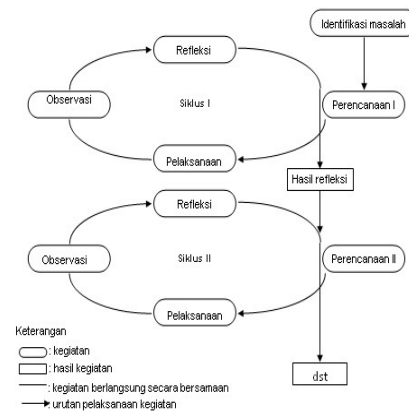 Identifikasi masalah
Refleksi
Observasi
Siklus I
Perencanaan I
Pelaksanaan
Hasil refleksi
Refleksi
Observasi
Siklus II
Perencanaan II
Pelaksanaan
Keterangan
: kegiatan
: hasil kegiatan
: kegiatan berlangsung secara bersamaan
: urutan pelaksanaan kegiatan
dst